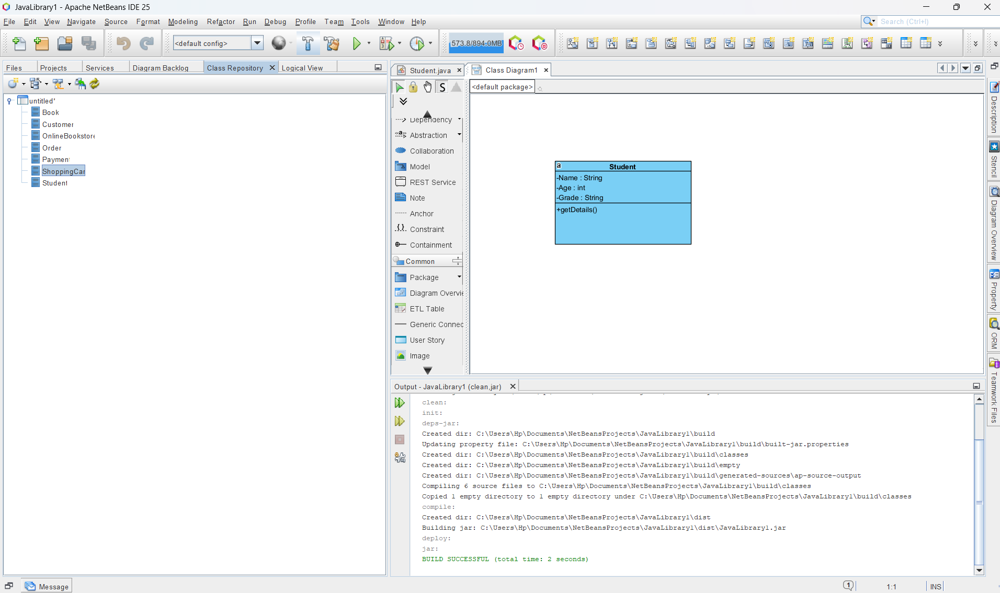 JavaLibrary1 - Apache NetBeans IDE 25
File Edit View Navigate Source Format Modeling Refactor Run Debug Profile Team Tools Window Help
Search (Ctrl+I)
<default config>
573.8/894.0MB
Files Projects Services Diagram Backlog Class Repository Logical View
untitled*
Book
Customer
OnlineBookstore
Order
Payment
ShoppingCar
Student
Student.java Class Diagram1
S
<default package>
Dependency
Abstraction
Collaboration
Model
REST Service
Note
Anchor
Constraint
Containment
Common
Package
Diagram Overvie
ETL Table
Generic Connec
User Story
Image
a Student
-Name : String
-Age : int
-Grade : String
+getDetails()
Description
Stencil
Diagram Overview
Property
ORM
Teamwork Files
Output - JavaLibrary1 (clean,jar)
clean:
init:
deps-jar:
Created dir: C:\Users\Hp\Documents\NetBeansProjects\JavaLibrary1\build
Updating property file: C:\Users\Hp\Documents\NetBeansProjects\JavaLibrary1\build\built-jar.properties
Created dir: C:\Users\Hp\Documents\NetBeansProjects\JavaLibrary1\build\classes
Created dir: C:\Users\Hp\Documents\NetBeansProjects\JavaLibrary1\build\empty
Created dir: C:\Users\Hp\Documents\NetBeansProjects\JavaLibrary1\build\generated-sources\ap-source-output
Compiling 6 source files to C:\Users\Hp\Documents\NetBeansProjects\JavaLibrary1\build\classes
Copied 1 empty directory to 1 empty directory under C:\Users\Hp\Documents\NetBeansProjects\JavaLibrary1\build\classes
compile:
Created dir: C:\Users\Hp\Documents\NetBeansProjects\JavaLibrary1\dist
Building jar: C:\Users\Hp\Documents\NetBeansProjects\JavaLibrary1\dist\JavaLibrary1.jar
deploy:
jar:
BUILD SUCCESSFUL (total time: 2 seconds)
Message
1 1:1 INS